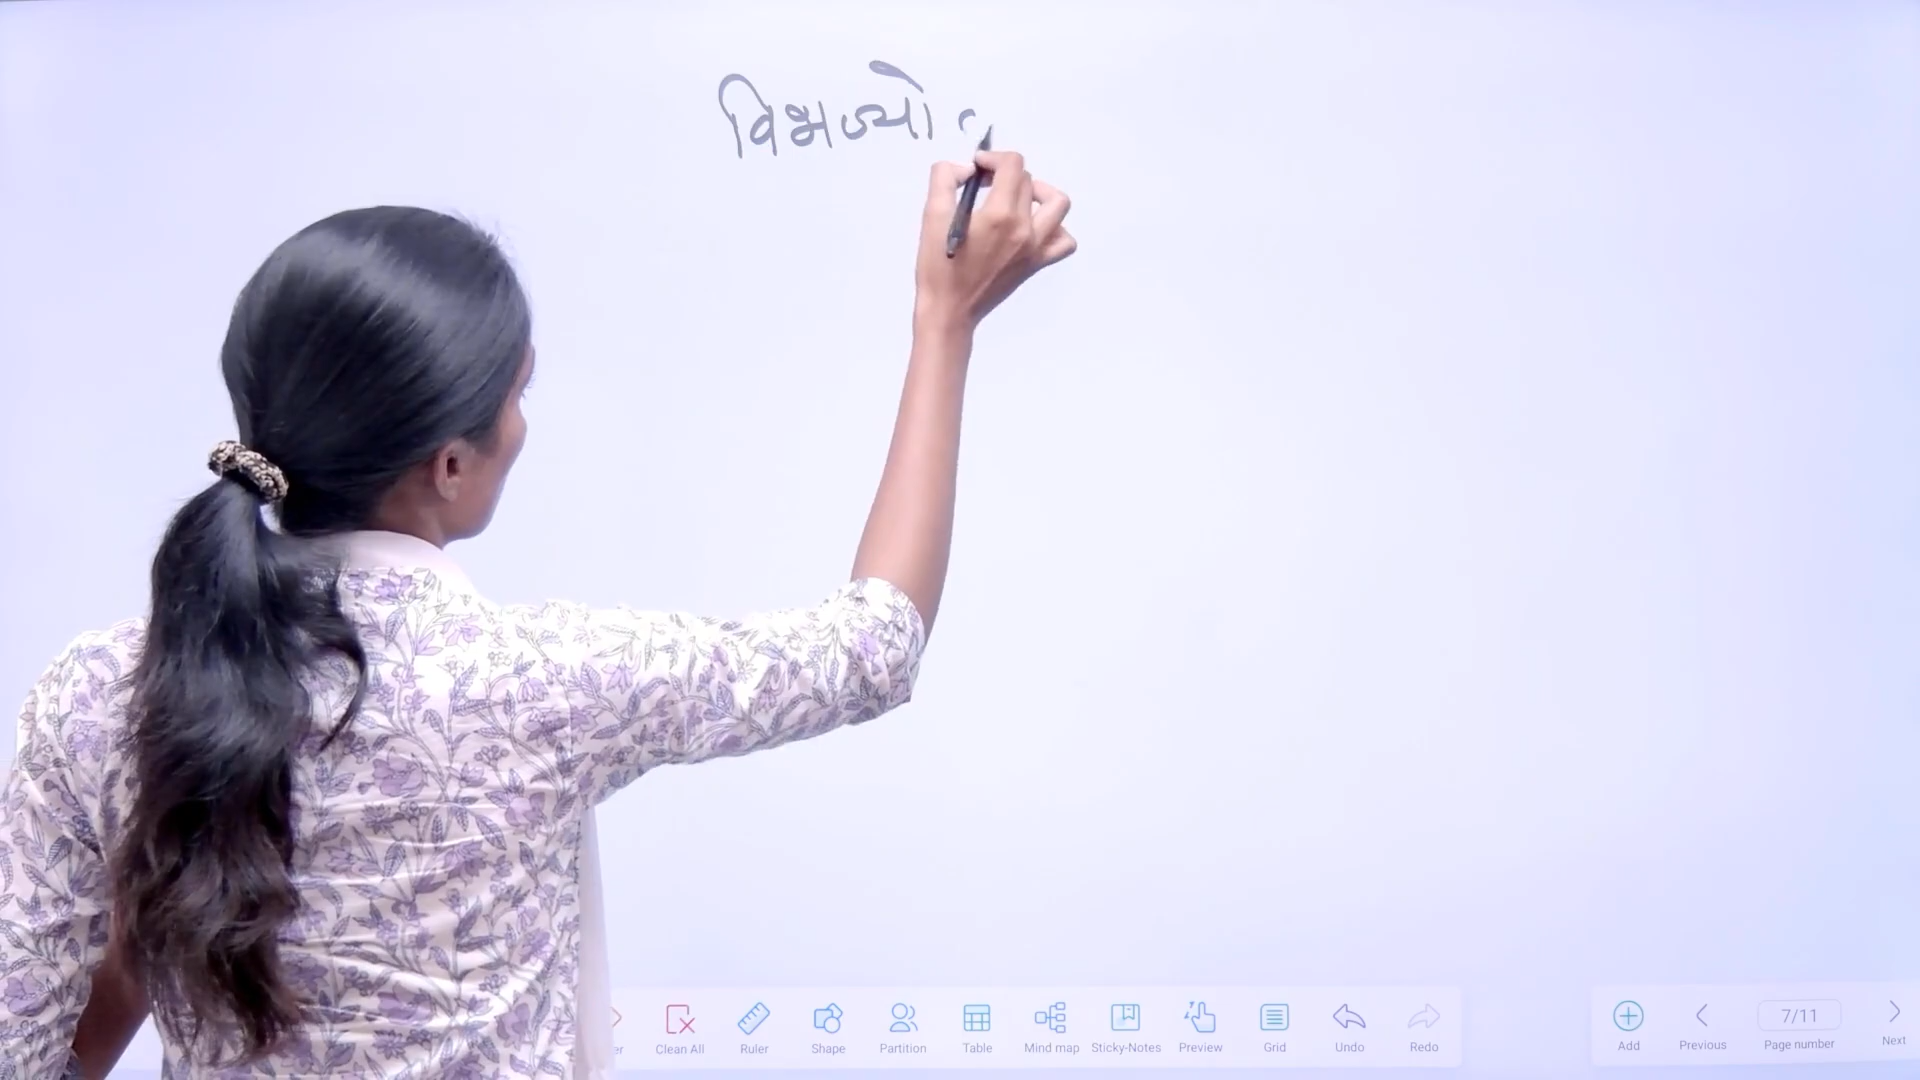 વિભાજ્યો
Clean All Ruler Shape Partition Table Mind map Sticky-Notes Preview Grid Undo Redo Add Previous 7/11 Page number Next